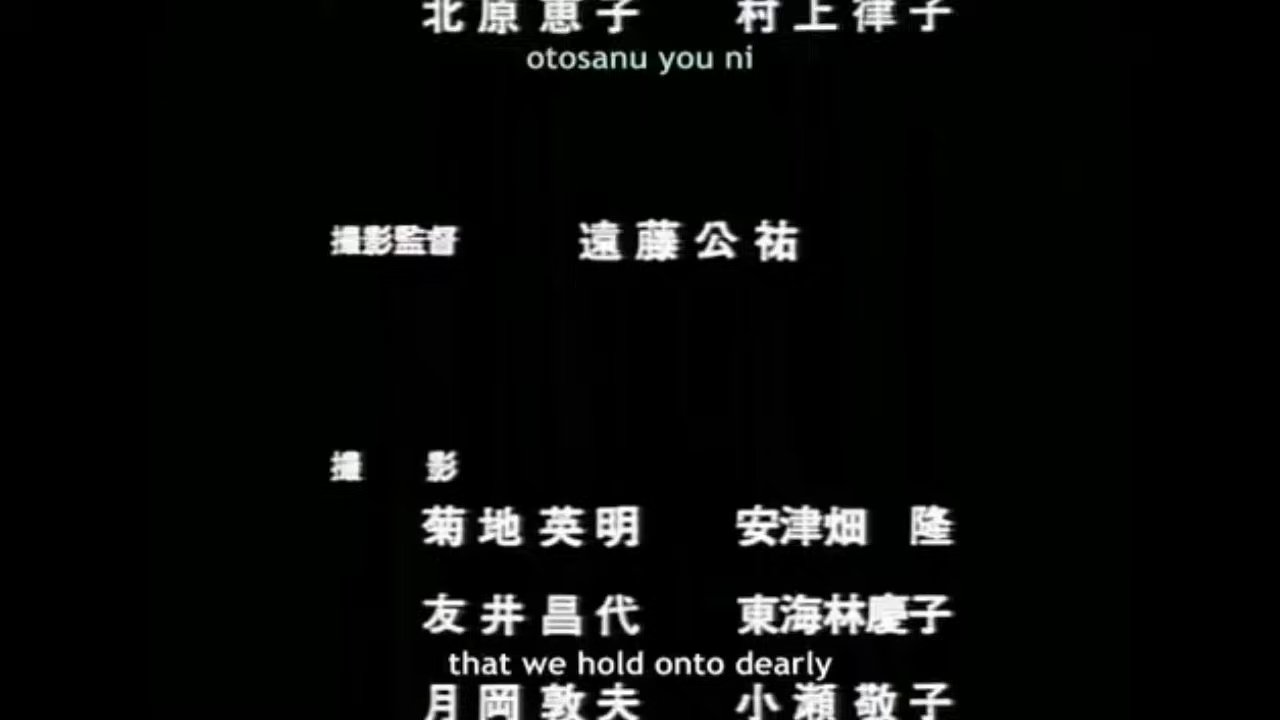 北原恵子 村上律子
otosanu you ni
撮影監督 遠藤公祐
撮 影
菊地英明 安津畑 隆
友井昌代 東海林慶子
that we hold onto dearly
月岡敦夫 小瀬敬子